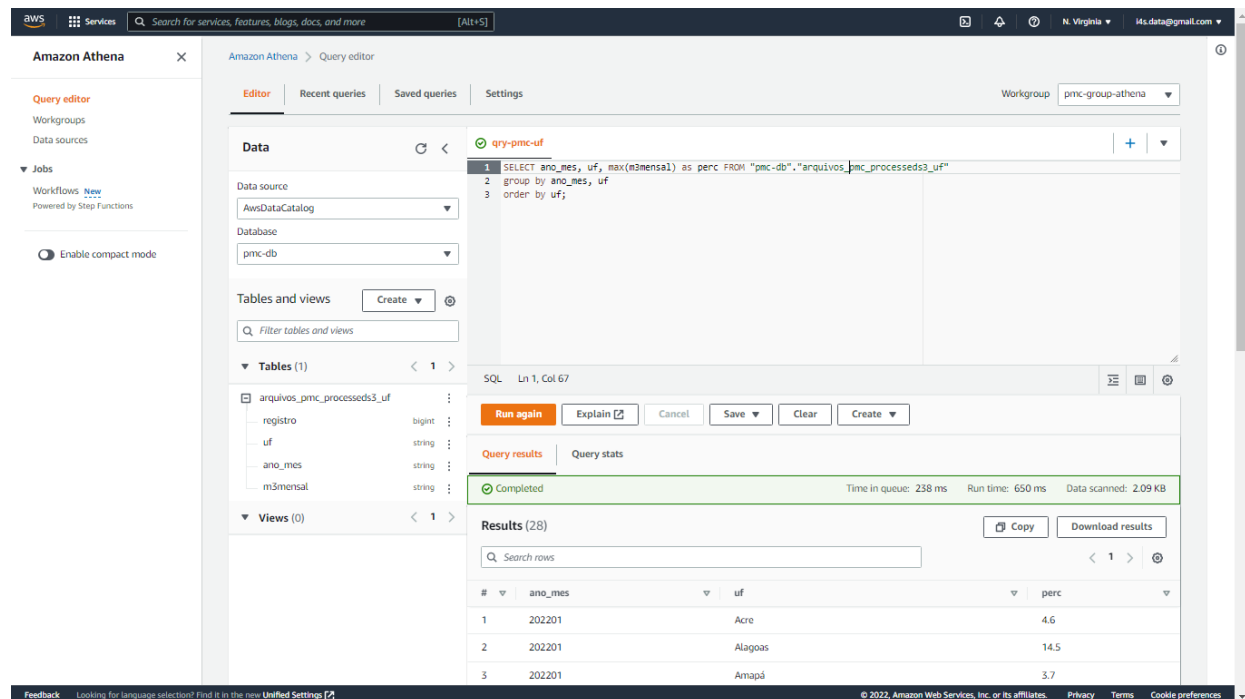 aws Services Search for services, features, blogs, docs, and more [Alt+S] N. Virginia i4s.data@gmail.com
Amazon Athena
Query editor
Workgroups
Data sources
Jobs
Workflows New
Powered by Step Functions
Enable compact mode
Amazon Athena Query editor
Editor Recent queries Saved queries Settings Workgroup pmc-group-athena
Data
Data source
AwsDataCatalog
Database
pmc-db
Tables and views Create
Filter tables and views
Tables (1) < 1 >
arquivos_pmc_processeds3_uf
registro bigint
uf string
ano_mes string
m3mensal string
Views (0) < 1 >
qry-pmc-uf
1 SELECT ano_mes, uf, max(m3mensal) as perc FROM "pmc-db"."arquivos_pmc_processeds3_uf"
2 group by ano_mes, uf
3 order by uf;
SQL Ln 1, Col 67
Run again Explain Cancel Save Clear Create
Query results Query stats
Completed Time in queue: 238 ms Run time: 650 ms Data scanned: 2.09 KB
Results (28) Copy Download results
Search rows < 1 >
# ano_mes uf perc
1 202201 Acre 4.6
2 202201 Alagoas 14.5
3 202201 Amapá 3.7
Feedback Looking for language selection? Find it in the new Unified Settings © 2022, Amazon Web Services, Inc. or its affiliates. Privacy Terms Cookie preferences